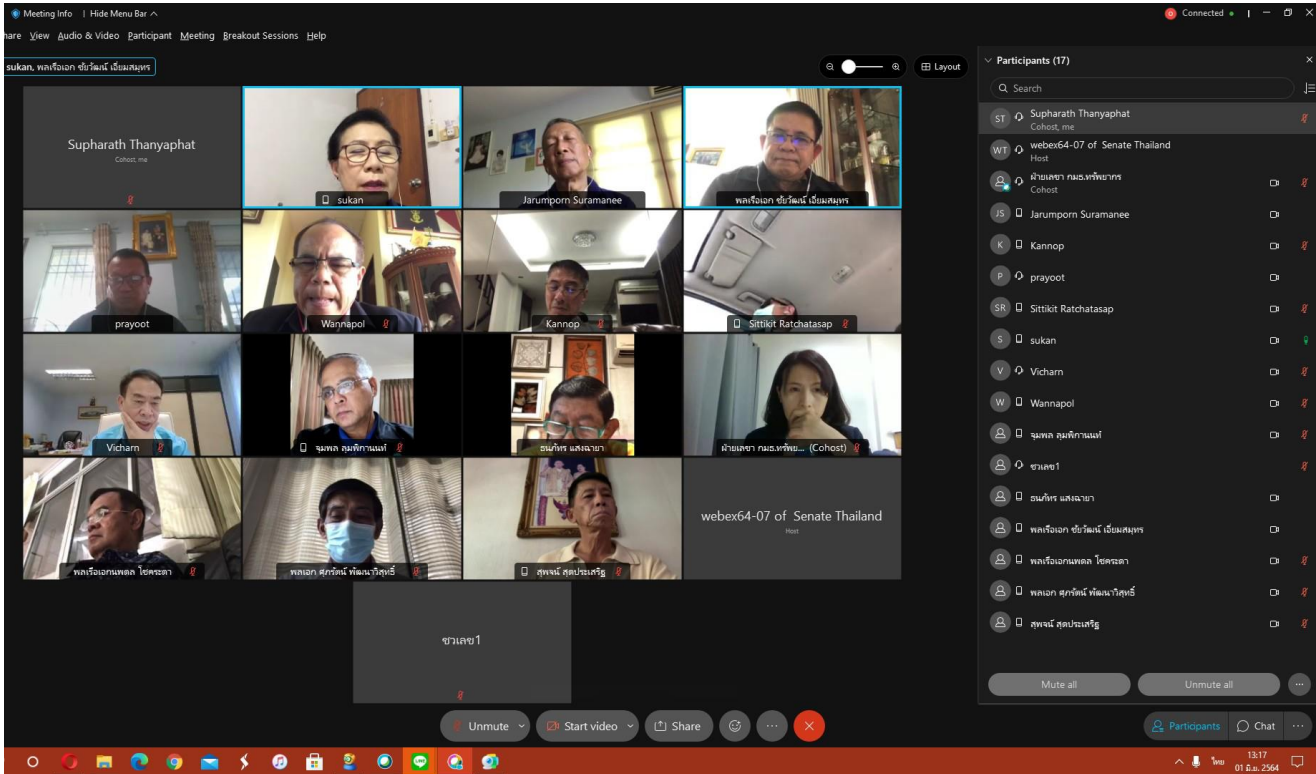 Meeting Info | Hide Menu Bar
Connected
hare View Audio & Video Participant Meeting Breakout Sessions Help
sukan, พลเรือเอก ชัยวัฒน์ เอี่ยมสมุทร
Layout
Supharath Thanyaphat
Cohost, me
sukan
Jarumporn Suramanee
พลเรือเอก ชัยวัฒน์ เอี่ยมสมุทร
prayoot
Wannapol
Kannop
Sittikit Ratchatasap
Vicharn
จุมพล ลุมพิกานนท์
ธนภัทร แสงฉายา
ฝ่ายเลขา กมธ.ทรัพย... (Cohost)
พลเรือเอกนพดล โชคระดา
พลเอก ศุภรัตน์ พัฒนาวิสุทธิ์
สุพจน์ สุดประเสริฐ
webex64-07 of Senate Thailand
Host
ชวเลข1
Participants (17)
Search
ST Supharath Thanyaphat
Cohost, me
WT webex64-07 of Senate Thailand
Host
ฝ่ายเลขา กมธ.ทรัพยากร
Cohost
JS Jarumporn Suramanee
K Kannop
P prayoot
SR Sittikit Ratchatasap
S sukan
V Vicharn
W Wannapol
จุมพล ลุมพิกานนท์
ชวเลข1
ธนภัทร แสงฉายา
พลเรือเอก ชัยวัฒน์ เอี่ยมสมุทร
พลเรือเอกนพดล โชคระดา
พลเอก ศุภรัตน์ พัฒนาวิสุทธิ์
สุพจน์ สุดประเสริฐ
Mute all Unmute all
Unmute Start video Share
Participants Chat
ไทย
13:17
01 มิ.ย. 2564